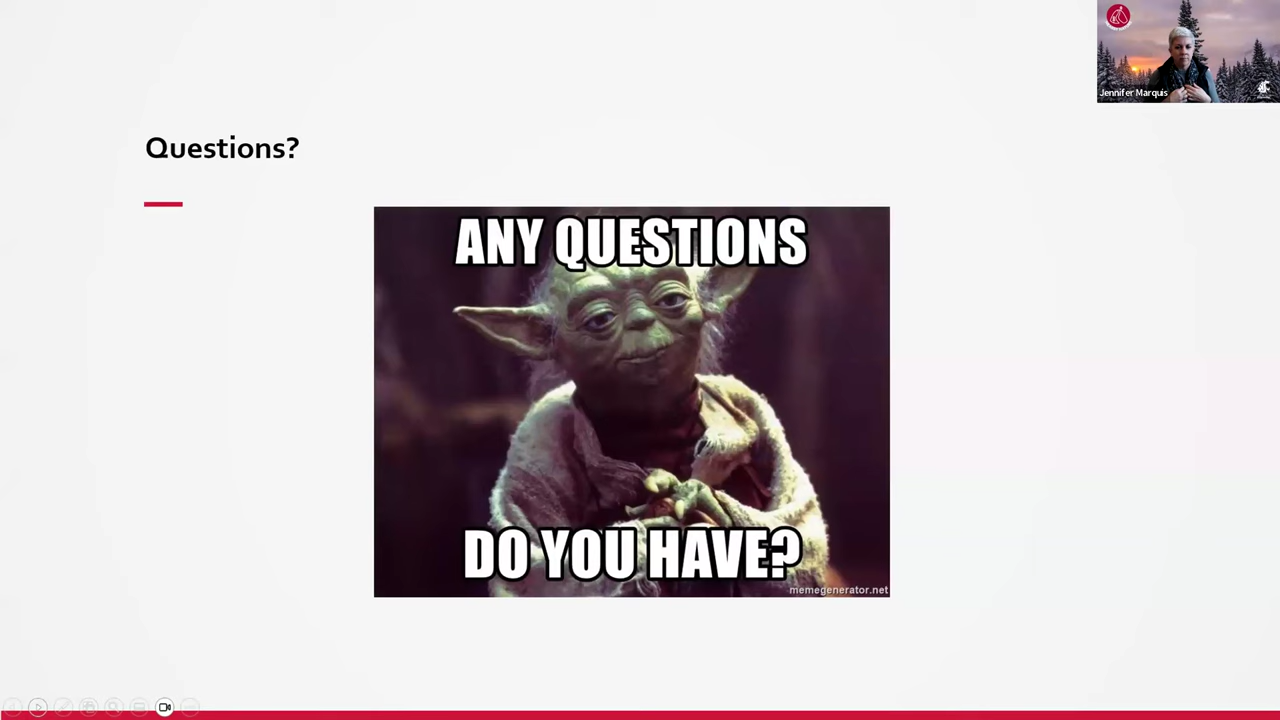 Jennifer Marquis
Questions?
ANY QUESTIONS
DO YOU HAVE?
memegenerator.net